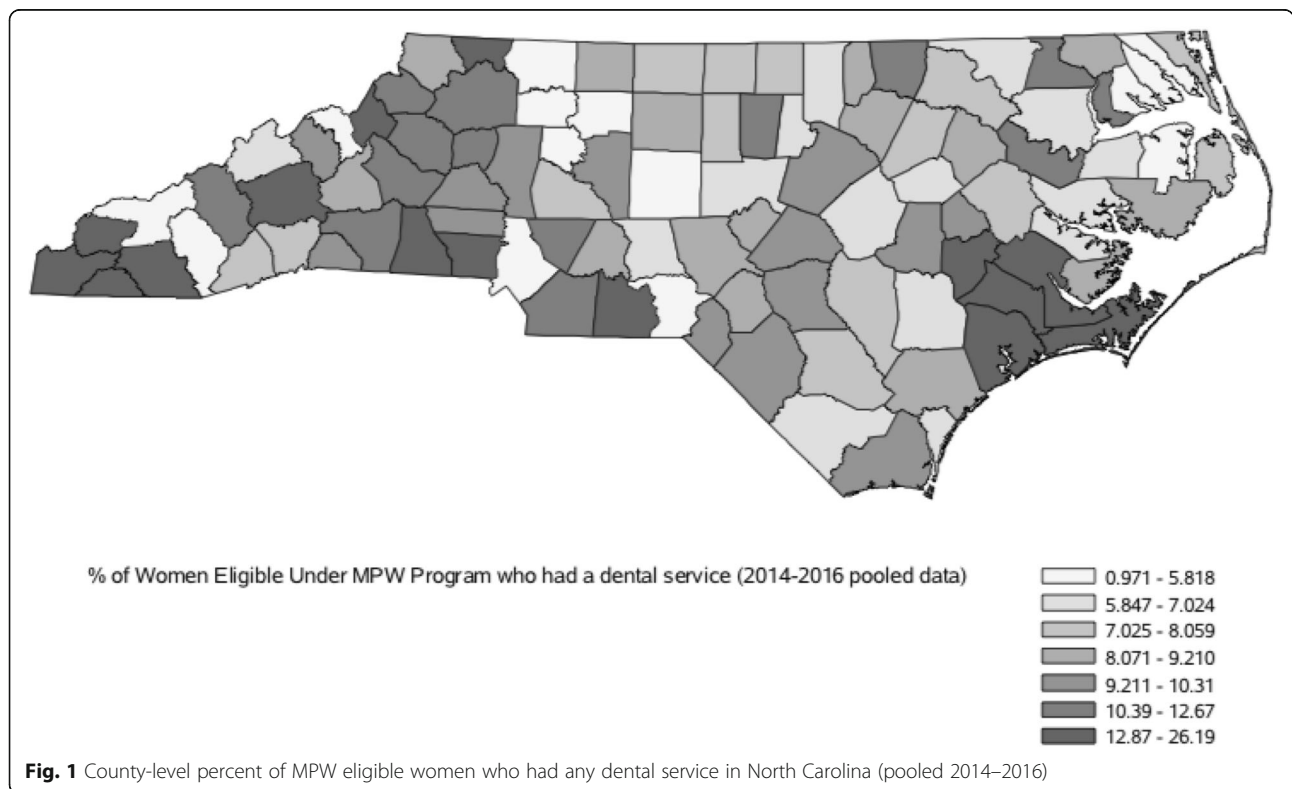 % of Women Eligible Under MPW Program who had a dental service (2014-2016 pooled data)
0.971 - 5.818
5.847 - 7.024
7.025 - 8.059
8.071 - 9.210
9.211 - 10.31
10.39 - 12.67
12.87 - 26.19
Fig. 1 County-level percent of MPW eligible women who had any dental service in North Carolina (pooled 2014–2016)